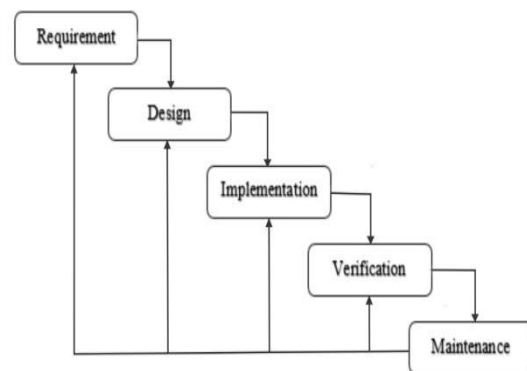 Requirement
Design
Implementation
Verification
Maintenance